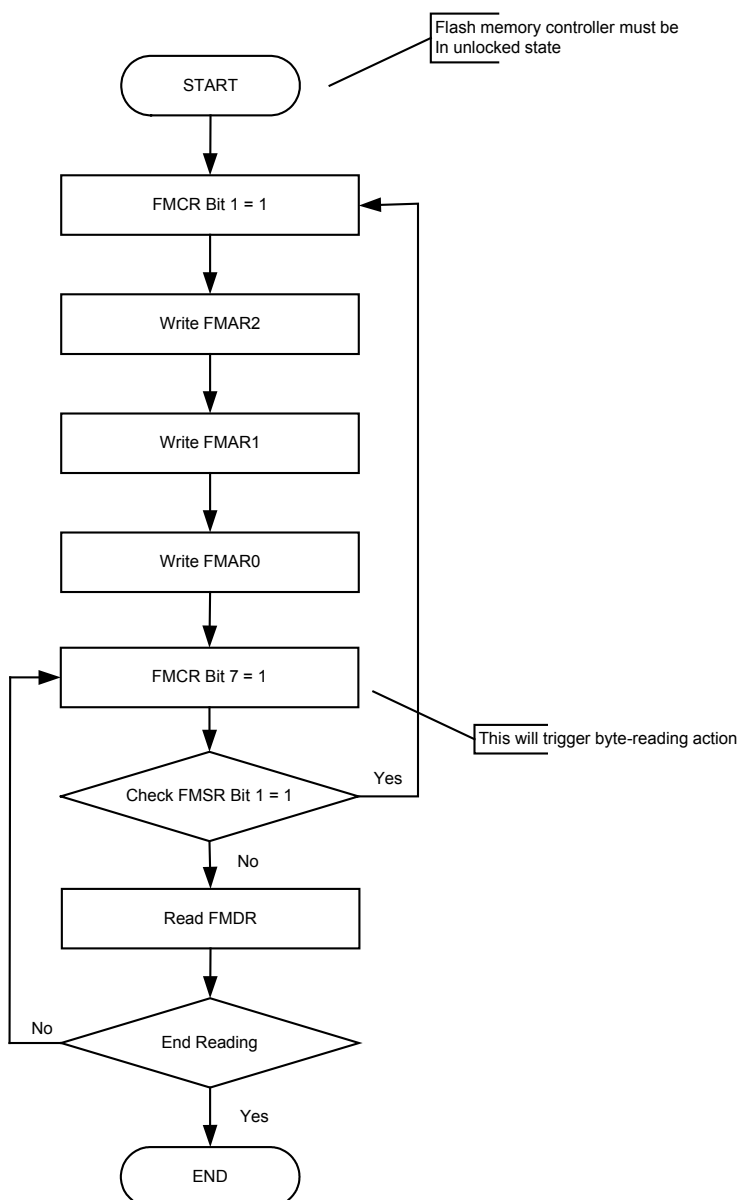 Flash memory controller must be
In unlocked state
START
FMCR Bit 1 = 1
Write FMAR2
Write FMAR1
Write FMAR0
FMCR Bit 7 = 1
This will trigger byte-reading action
Yes
Check FMSR Bit 1 = 1
No
Read FMDR
No
End Reading
Yes
END